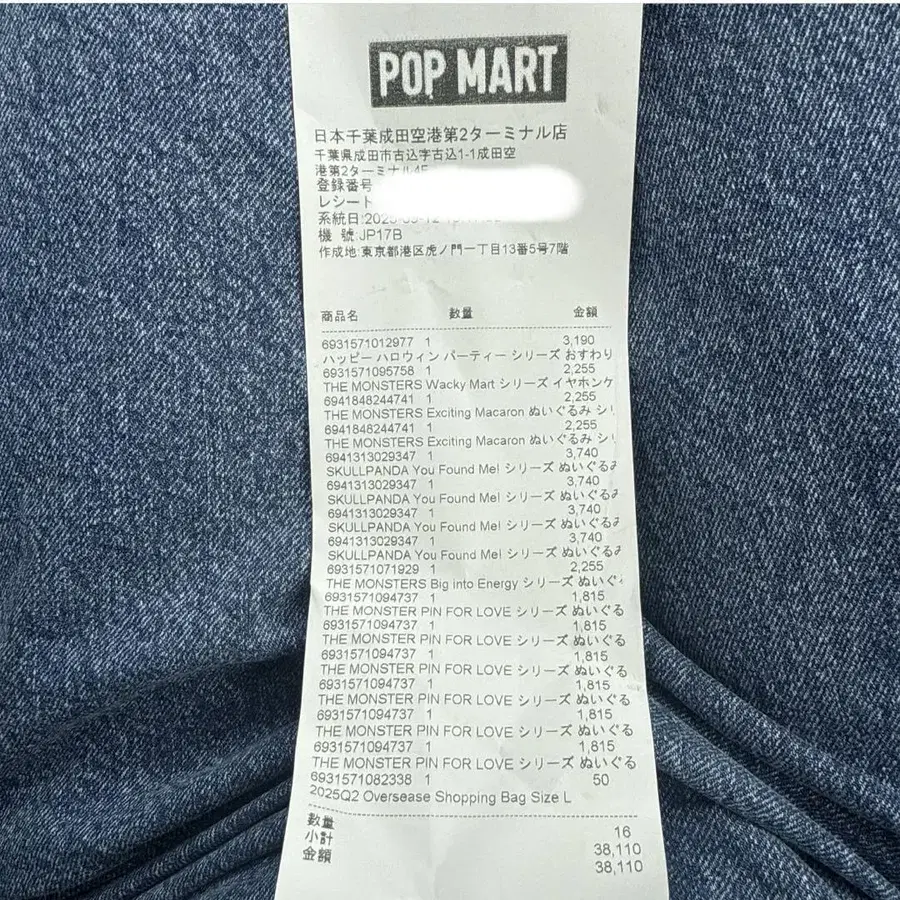 POP MART
日本千葉成田空港第2ターミナル店
千葉県成田市古込字古込1-1成田空
港第2ターミナル4F
登録番号
レシート
系統日:
機 號:JP17B
作成地:東京都港区虎ノ門一丁目13番5号7階
商品名 数量 金額
6931571012977 1 3,190
ハッピー ハロウィン パーティー シリーズ おすわり
6931571095758 1 2,255
THE MONSTERS Wacky Mart シリーズ イヤホンケ
6941848244741 1 2,255
THE MONSTERS Exciting Macaron ぬいぐるみ シリ
6941848244741 1 2,255
THE MONSTERS Exciting Macaron ぬいぐるみ シリ
6941313029347 1 3,740
SKULLPANDA You Found Me! シリーズ ぬいぐるみ
6941313029347 1 3,740
SKULLPANDA You Found Me! シリーズ ぬいぐるみ
6941313029347 1 3,740
SKULLPANDA You Found Me! シリーズ ぬいぐるみ
6941313029347 1 3,740
SKULLPANDA You Found Me! シリーズ ぬいぐるみ
6931571071929 1 2,255
THE MONSTERS Big into Energy シリーズ ぬいぐ
6931571094737 1 1,815
THE MONSTER PIN FOR LOVE シリーズ ぬいぐる
6931571094737 1 1,815
THE MONSTER PIN FOR LOVE シリーズ ぬいぐる
6931571094737 1 1,815
THE MONSTER PIN FOR LOVE シリーズ ぬいぐる
6931571094737 1 1,815
THE MONSTER PIN FOR LOVE シリーズ ぬいぐる
6931571094737 1 1,815
THE MONSTER PIN FOR LOVE シリーズ ぬいぐる
6931571094737 1 1,815
THE MONSTER PIN FOR LOVE シリーズ ぬいぐる
6931571082338 1 50
2025Q2 Oversease Shopping Bag Size L
数量 16
小計 38,110
金額 38,110